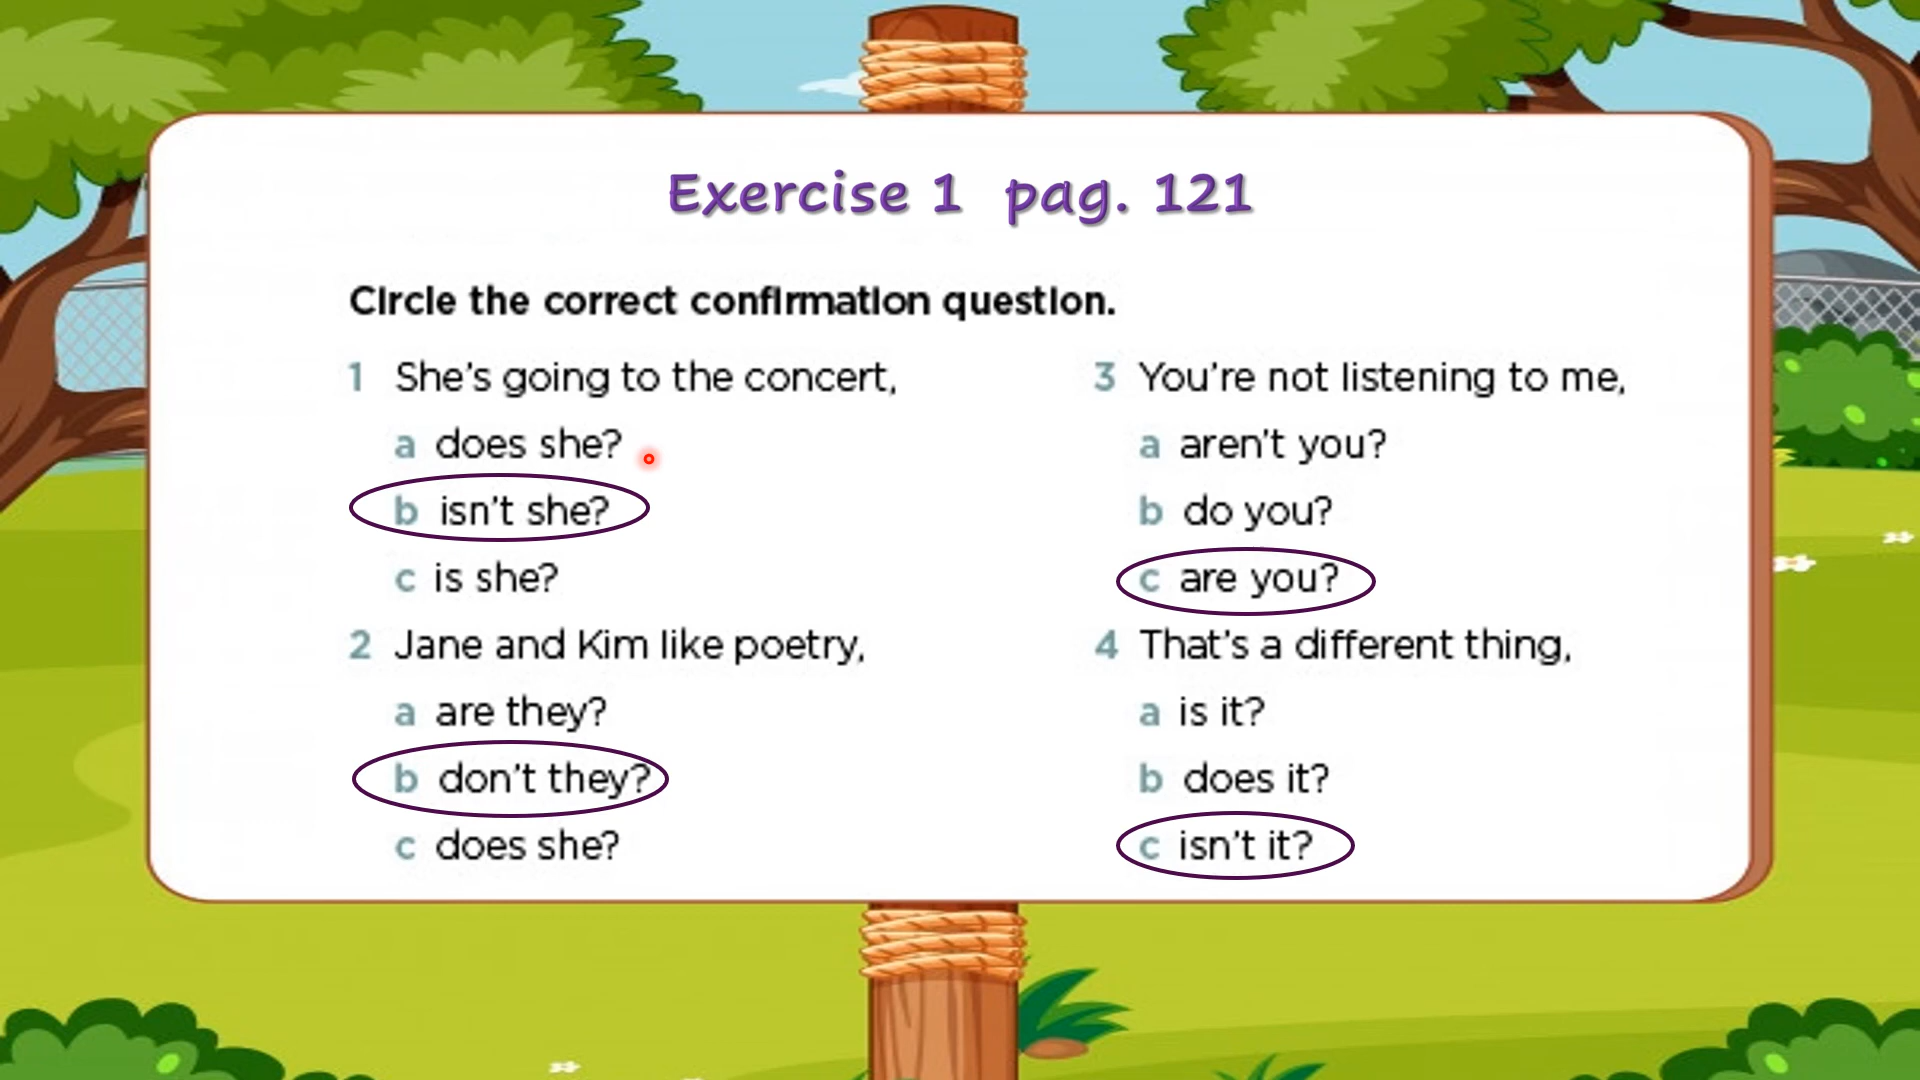 Exercise 1 pag. 121
Circle the correct confirmation question.
1 She's going to the concert,
a does she?
b isn't she?
c is she?
2 Jane and Kim like poetry,
a are they?
b don't they?
c does she?
3 You're not listening to me,
a aren't you?
b do you?
c are you?
4 That's a different thing,
a is it?
b does it?
c isn't it?